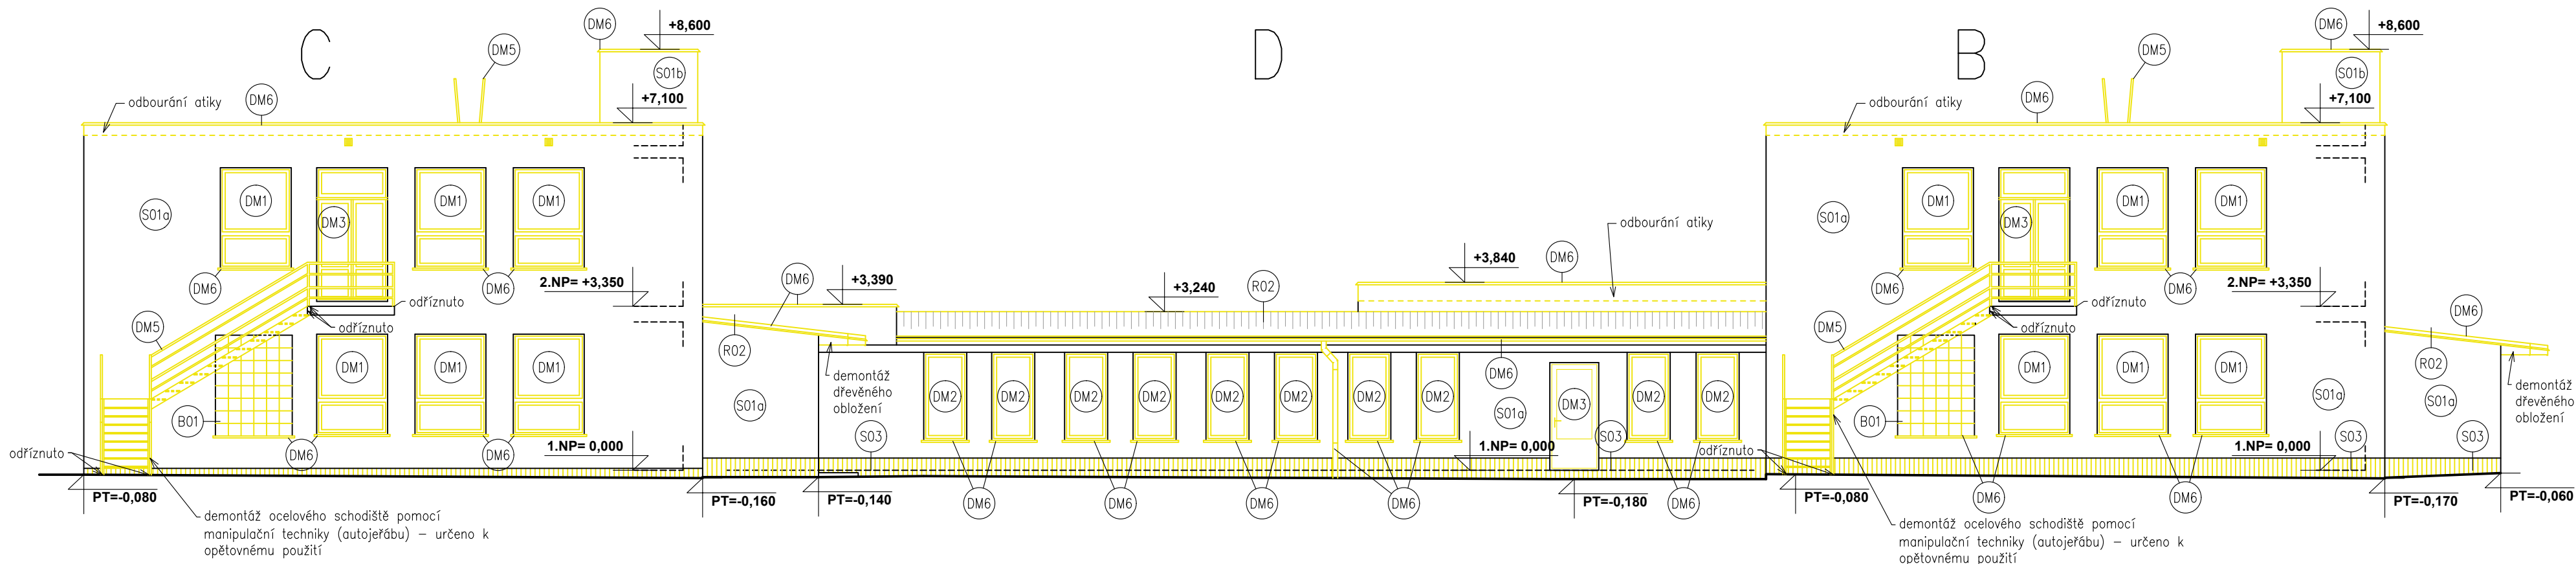 C
D
B
DM6
+8,600
DM5
S01b
+7,100
odbourání atiky
DM6
DM6
+8,600
DM5
S01b
+7,100
odbourání atiky
DM6
S01a
DM1
DM3
DM1
DM1
DM6
DM6
2.NP= +3,350
odříznuto
odříznuto
DM5
B01
DM1
DM1
DM1
DM6
DM6
1.NP= 0,000
odříznuto
PT=-0,080
demontáž ocelového schodiště pomocí
manipulační techniky (autojeřábu) – určeno k
opětovnému použití
DM6
+3,390
R02
demontáž
dřevěného
obložení
S01a
S03
PT=-0,160
PT=-0,140
+3,240
R02
+3,840
DM6
odbourání atiky
DM2
DM2
DM2
DM2
DM2
DM2
DM2
DM2
DM6
S01a
DM3
DM2
DM2
1.NP= 0,000
S03
odříznuto
DM6
DM6
DM6
DM6
PT=-0,180
DM6
S01a
DM1
DM3
DM1
DM1
DM6
DM6
2.NP= +3,350
odříznuto
odříznuto
DM5
B01
DM1
DM1
DM1
S01a
1.NP= 0,000
S03
DM6
DM6
PT=-0,080
demontáž ocelového schodiště pomocí
manipulační techniky (autojeřábu) – určeno k
opětovnému použití
DM6
R02
S01a
demontáž
dřevěného
obložení
S03
PT=-0,170
PT=-0,060